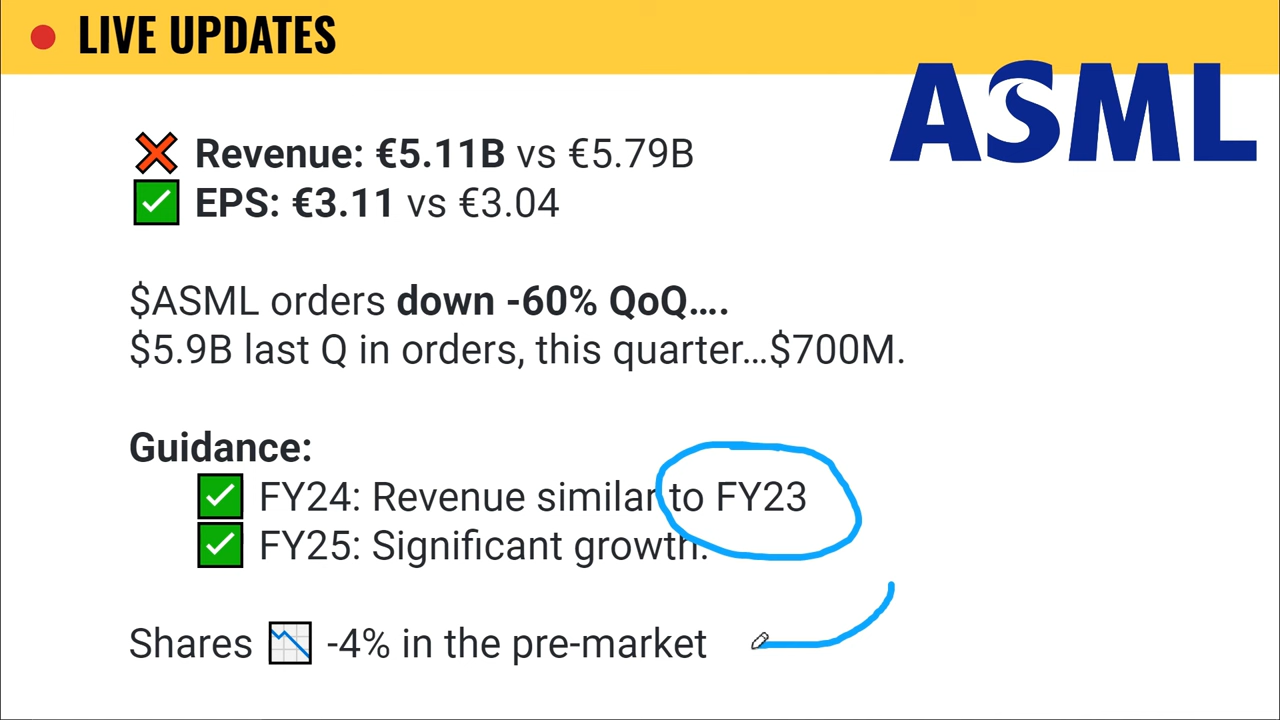 LIVE UPDATES
ASML
❌ Revenue: €5.11B vs €5.79B
✅ EPS: €3.11 vs €3.04
$ASML orders down -60% QoQ....
$5.9B last Q in orders, this quarter...$700M.
Guidance:
✅ FY24: Revenue similar to FY23
✅ FY25: Significant growth.
Shares 📉 -4% in the pre-market